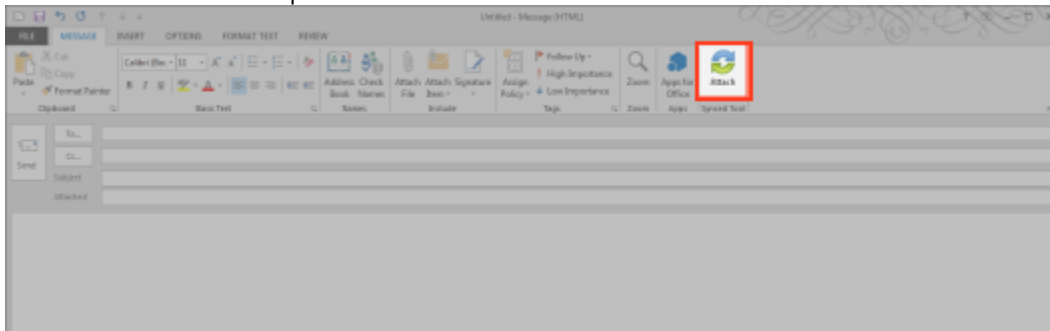 Untitled - Message (HTML)
FILE MESSAGE INSERT OPTIONS FORMAT TEXT REVIEW
Cut
Copy
Paste
Format Painter
Clipboard
11
B I U
Basic Text
Address Book
Check Names
Names
Attach File
Attach Item
Signature
Include
Assign Policy
Follow Up
High Importance
Low Importance
Tags
Zoom
Zoom
Apps for Office
Apps
Attach
Synced Tool
To...
Cc...
Send
Subject
Attached